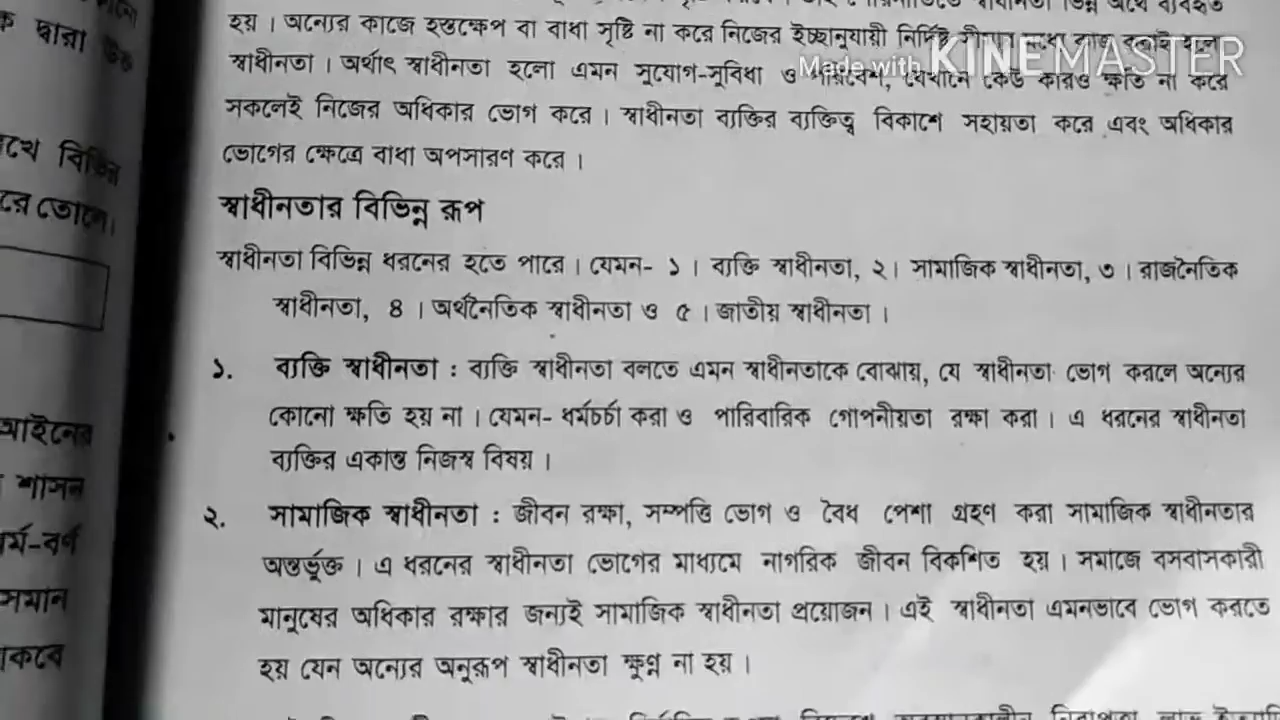 হয়। অন্যের কাজে হস্তক্ষেপ বা বাধা সৃষ্টি না করে নিজের ইচ্ছানুযায়ী নির্দিষ্ট
স্বাধীনতা। অর্থাৎ স্বাধীনতা হলো এমন সুযোগ-সুবিধা ও পরিবেশ, যেখানে কেউ কারও ক্ষতি না করে
Made with KINEMASTER
সকলেই নিজের অধিকার ভোগ করে। স্বাধীনতা ব্যক্তির ব্যক্তিত্ব বিকাশে সহায়তা করে এবং অধিকার
ভোগের ক্ষেত্রে বাধা অপসারণ করে।
স্বাধীনতার বিভিন্ন রূপ
স্বাধীনতা বিভিন্ন ধরনের হতে পারে। যেমন- ১। ব্যক্তি স্বাধীনতা, ২। সামাজিক স্বাধীনতা, ৩। রাজনৈতিক
স্বাধীনতা, ৪। অর্থনৈতিক স্বাধীনতা ও ৫। জাতীয় স্বাধীনতা।
১. ব্যক্তি স্বাধীনতা : ব্যক্তি স্বাধীনতা বলতে এমন স্বাধীনতাকে বোঝায়, যে স্বাধীনতা ভোগ করলে অন্যের
কোনো ক্ষতি হয় না। যেমন- ধর্মচর্চা করা ও পারিবারিক গোপনীয়তা রক্ষা করা। এ ধরনের স্বাধীনতা
ব্যক্তির একান্ত নিজস্ব বিষয়।
২. সামাজিক স্বাধীনতা : জীবন রক্ষা, সম্পত্তি ভোগ ও বৈধ পেশা গ্রহণ করা সামাজিক স্বাধীনতার
অন্তর্ভুক্ত। এ ধরনের স্বাধীনতা ভোগের মাধ্যমে নাগরিক জীবন বিকশিত হয়। সমাজে বসবাসকারী
মানুষের অধিকার রক্ষার জন্যই সামাজিক স্বাধীনতা প্রয়োজন। এই স্বাধীনতা এমনভাবে ভোগ করতে
হয় যেন অন্যের অনুরূপ স্বাধীনতা ক্ষুণ্ন না হয়।